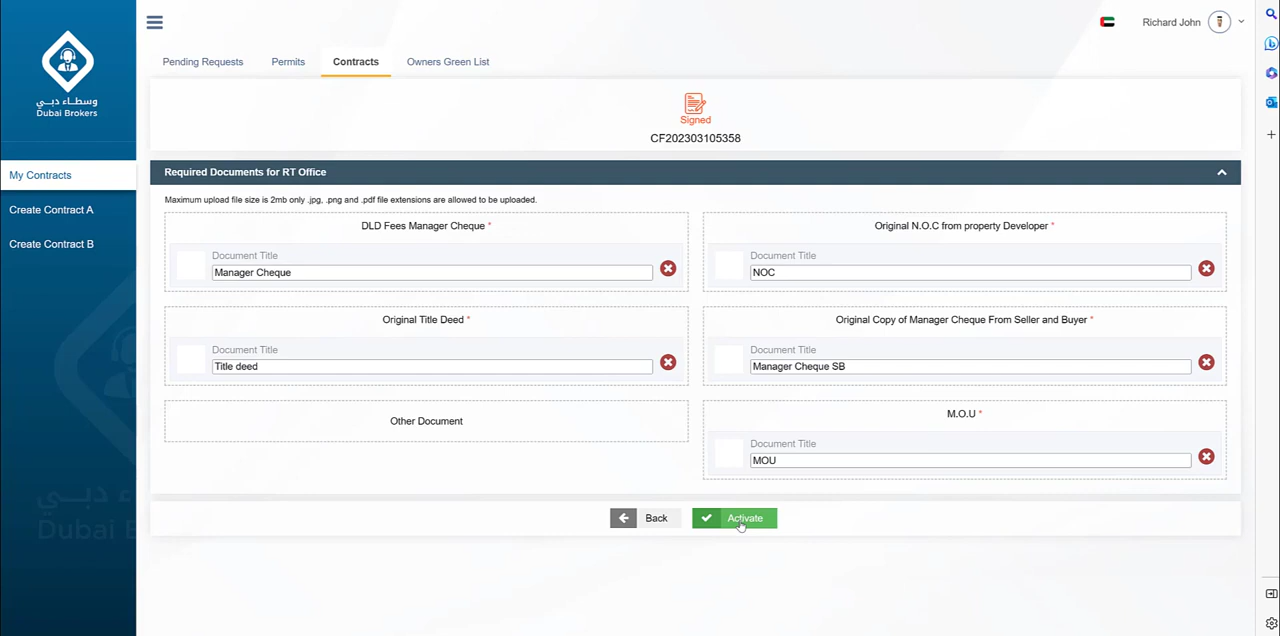 Richard John
وسطاء دبي
Dubai Brokers
Pending Requests
Permits
Contracts
Owners Green List
Signed
CF202303105358
My Contracts
Create Contract A
Create Contract B
Required Documents for RT Office
Maximum upload file size is 2mb only .jpg, .png and .pdf file extensions are allowed to be uploaded.
DLD Fees Manager Cheque *
Document Title
Manager Cheque
Original N.O.C from property Developer *
Document Title
NOC
Original Title Deed *
Document Title
Title deed
Original Copy of Manager Cheque From Seller and Buyer *
Document Title
Manager Cheque SB
Other Document
M.O.U *
Document Title
MOU
Back
Activate
Dubai B